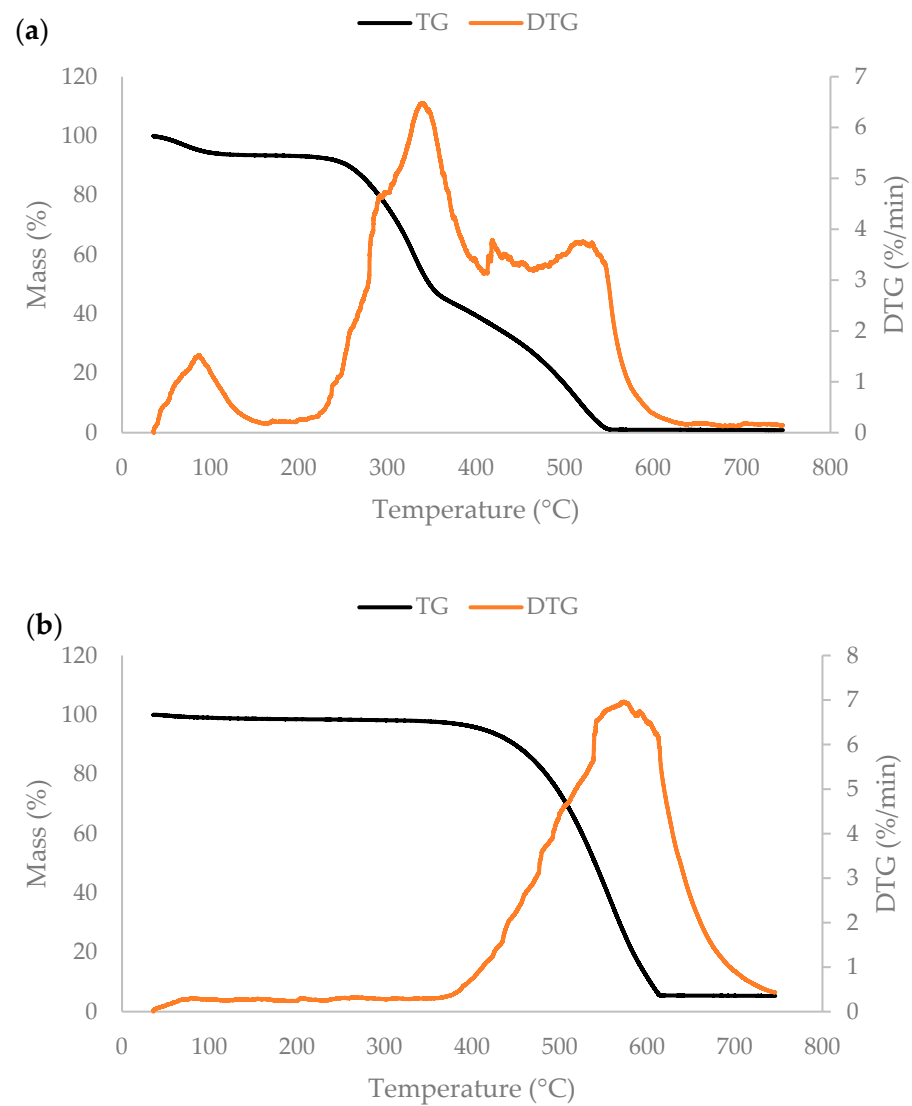 (a)
TG DTG
120 7
100 6
80 5
60 4
40 3
20 2
0 1
0
0 100 200 300 400 500 600 700 800
Mass (%)
DTG (%/min)
Temperature (°C)
(b)
TG DTG
120 8
100 7
80 6
60 5
40 4
20 3
0 2
1
0
0 100 200 300 400 500 600 700 800
Mass (%)
DTG (%/min)
Temperature (°C)